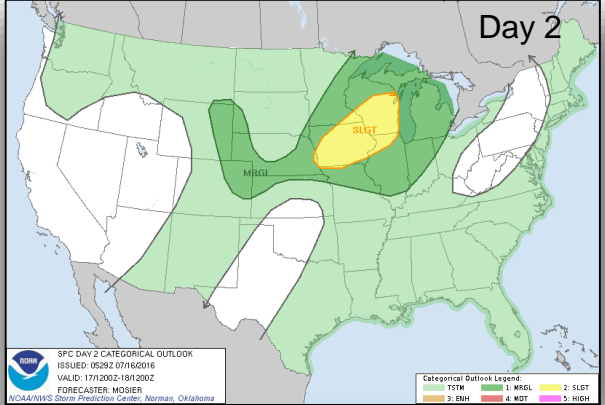 Day 2
SLGT
MRGL
NOAA
SPC DAY 2 CATEGORICAL OUTLOOK
ISSUED: 0529Z 07/16/2016
VALID: 17/1200Z-18/1200Z
FORECASTER: MOSIER
NOAA/NWS Storm Prediction Center, Norman, Oklahoma
Categorical Outlook Legend:
TSTM 1: MRGL 2: SLGT
3: ENH 4: MDT 5: HIGH